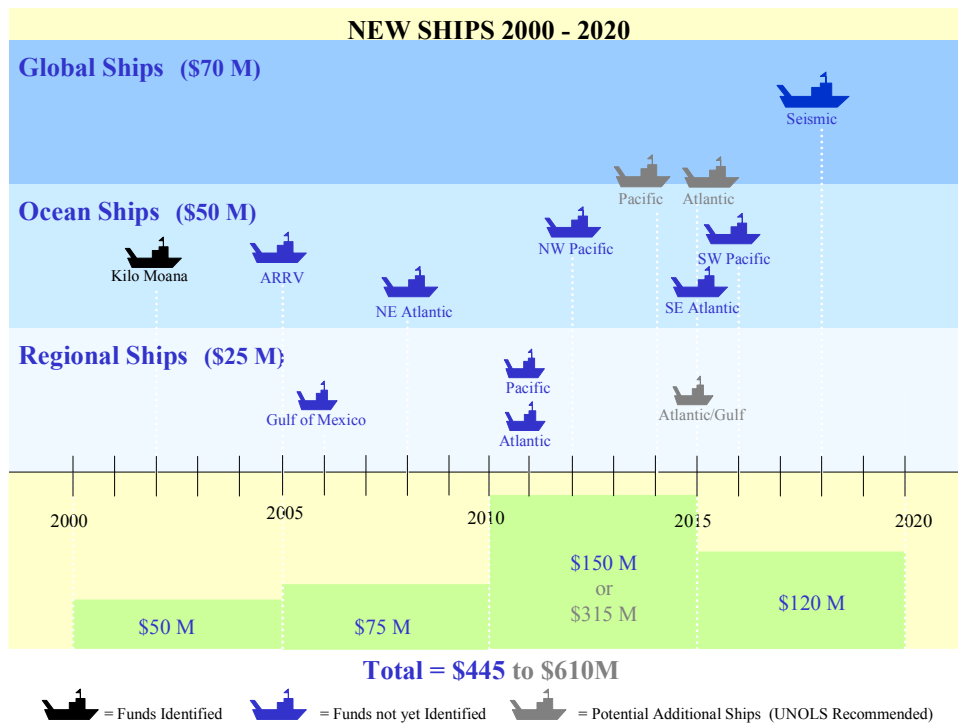 NEW SHIPS 2000 - 2020
Global Ships ($70 M)
Seismic
Pacific
Atlantic
Ocean Ships ($50 M)
Kilo Moana
ARRV
NE Atlantic
NW Pacific
SW Pacific
SE Atlantic
Regional Ships ($25 M)
Gulf of Mexico
Pacific
Atlantic
Atlantic/Gulf
2000
2005
2010
2015
2020
$50 M
$75 M
$150 M
or
$315 M
$120 M
Total = $445 to $610M
= Funds Identified
= Funds not yet Identified
= Potential Additional Ships (UNOLS Recommended)